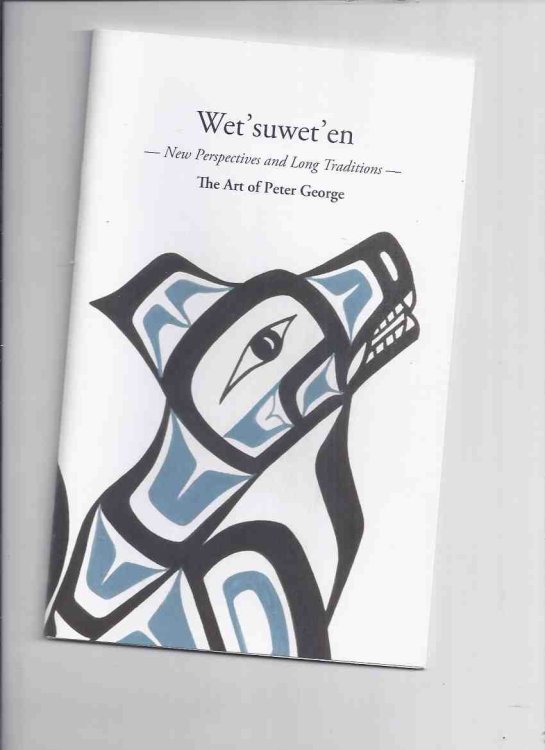 Wet’suwet’en
— New Perspectives and Long Traditions —
The Art of Peter George